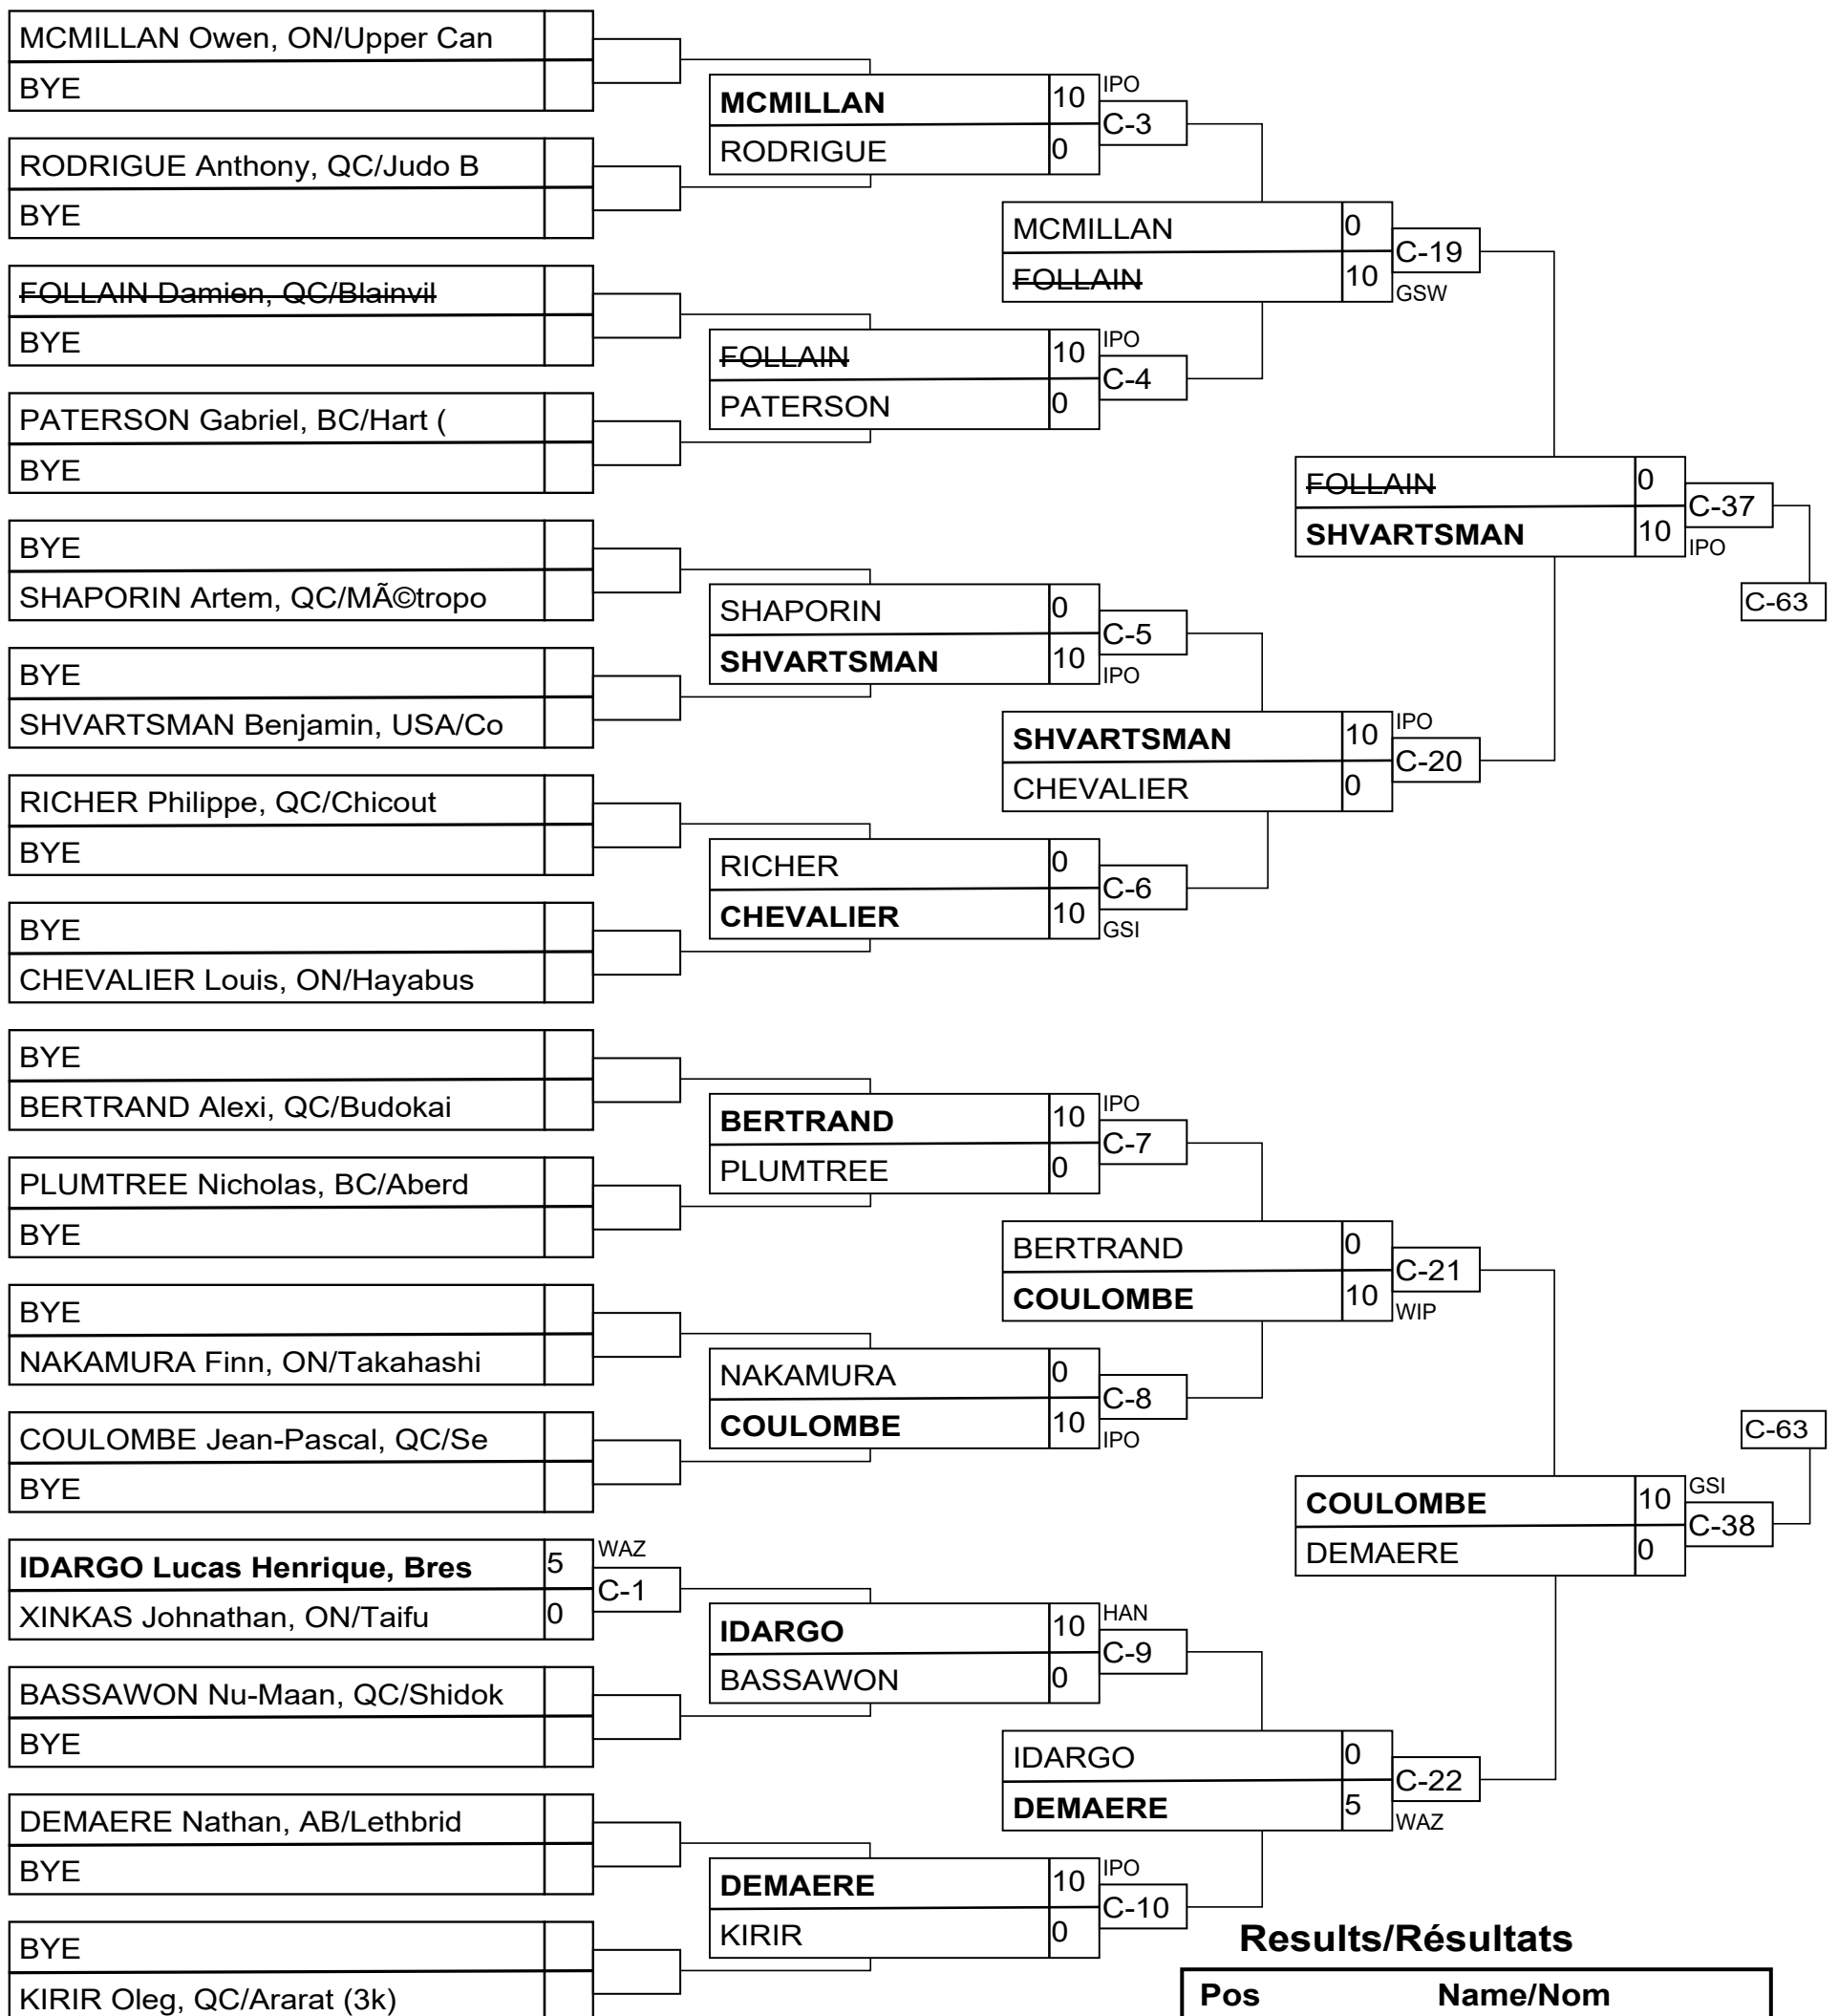 MCMILLAN Owen, ON/Upper Can
BYE
RODRIGUE Anthony, QC/Judo B
BYE
FOLLAIN Damien, QC/Blainvil
BYE
PATERSON Gabriel, BC/Hart (
BYE
BYE
SHAPORIN Artem, QC/MÃ©tropo
BYE
SHVARTSMAN Benjamin, USA/Co
RICHER Philippe, QC/Chicout
BYE
BYE
CHEVALIER Louis, ON/Hayabus
BYE
BERTRAND Alexi, QC/Budokai
PLUMTREE Nicholas, BC/Aberd
BYE
BYE
NAKAMURA Finn, ON/Takahashi
COULOMBE Jean-Pascal, QC/Se
BYE
IDARGO Lucas Henrique, Bres 5 WAZ
C-1
XINKAS Johnathan, ON/Taifu 0
BASSAWON Nu-Maan, QC/Shidok
BYE
DEMAERE Nathan, AB/Lethbrid
BYE
BYE
KIRIR Oleg, QC/Ararat (3k)
MCMILLAN 10 IPO
C-3
RODRIGUE 0
FOLLAIN 10 IPO
C-4
PATERSON 0
SHAPORIN 0
C-5
SHVARTSMAN 10 IPO
RICHER 0
C-6
CHEVALIER 10 GSI
BERTRAND 10 IPO
C-7
PLUMTREE 0
NAKAMURA 0
C-8
COULOMBE 10 IPO
IDARGO 10 HAN
C-9
BASSAWON 0
DEMAERE 10 IPO
C-10
KIRIR 0
MCMILLAN 0
C-19
FOLLAIN 10 GSW
SHVARTSMAN 10 IPO
C-20
CHEVALIER 0
BERTRAND 0
C-21
COULOMBE 10 WIP
IDARGO 0
C-22
DEMAERE 5 WAZ
FOLLAIN 0
C-37
SHVARTSMAN 10 IPO
C-63
C-63
COULOMBE 10 GSI
C-38
DEMAERE 0
Results/Résultats
Pos Name/Nom